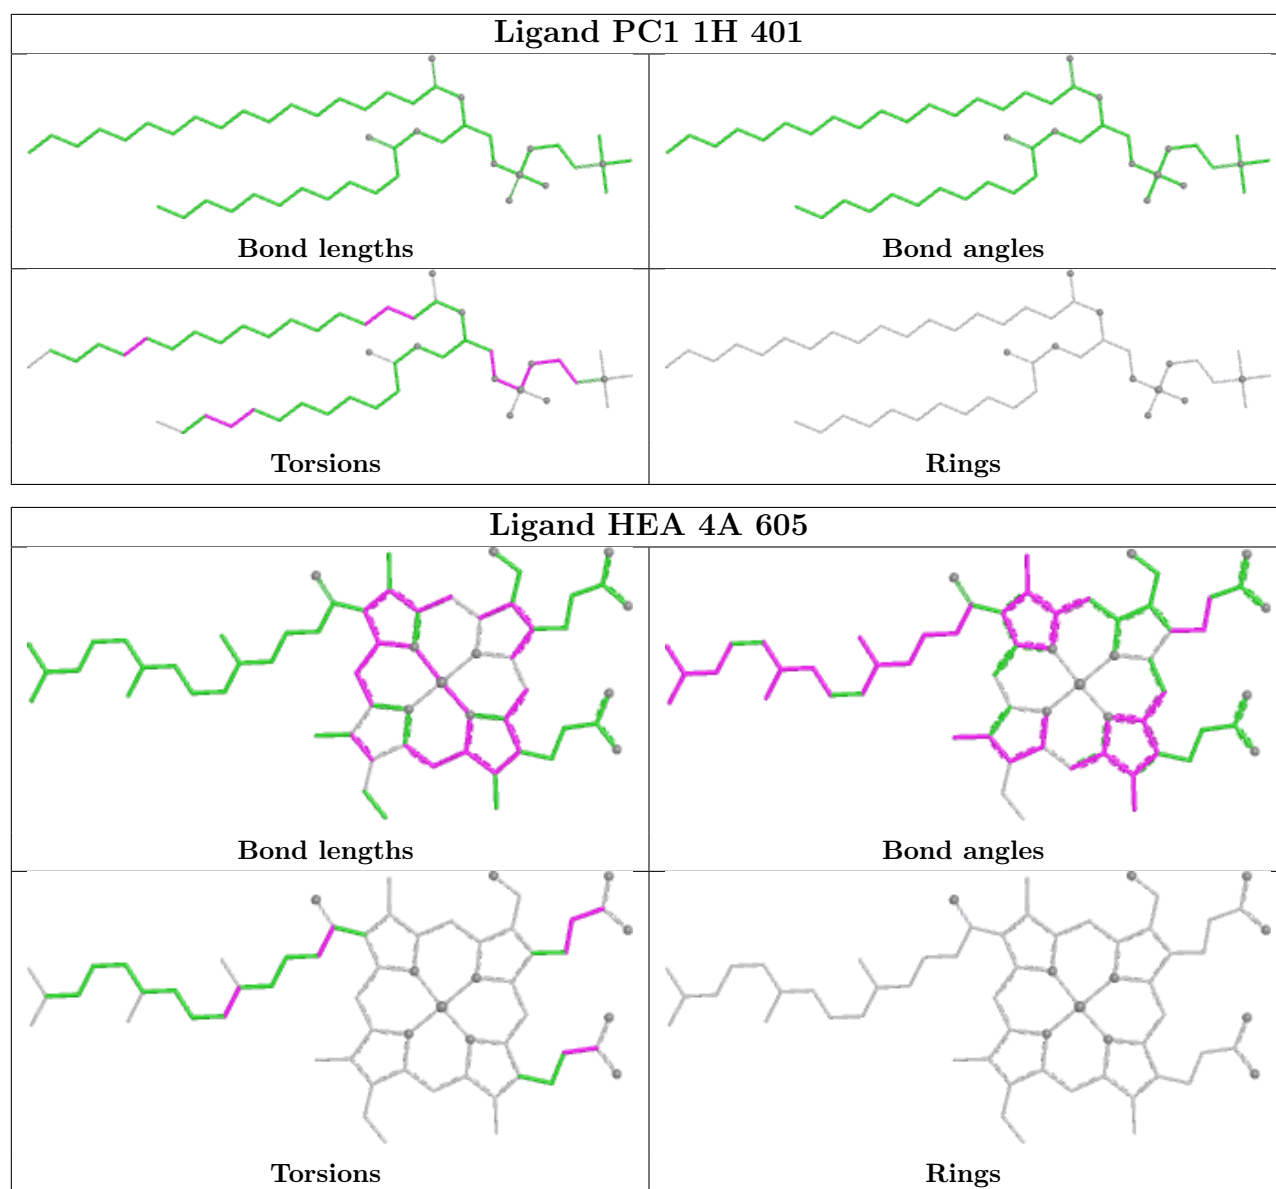 Ligand PC1 1H 401
Bond lengths
Bond angles
Torsions
Rings
Ligand HEA 4A 605
Bond lengths
Bond angles
Torsions
Rings